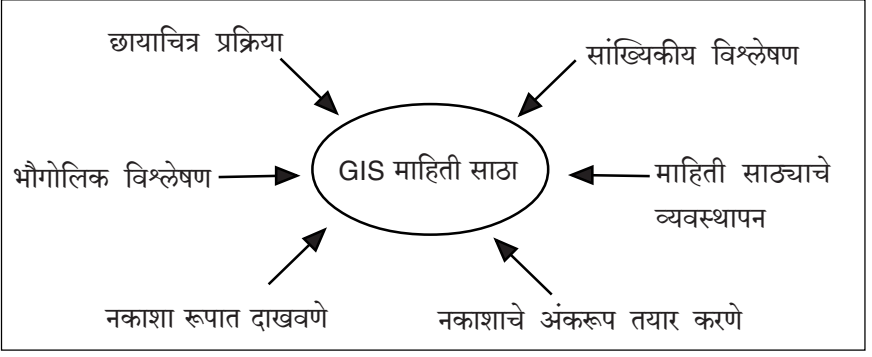 छायाचित्र प्रक्रिया
सांख्यिकीय विश्लेषण
भौगोलिक विश्लेषण
GIS माहिती साठा
माहिती साठ्याचे
व्यवस्थापन
नकाशा रूपात दाखवणे
नकाशाचे अंकरूप तयार करणे